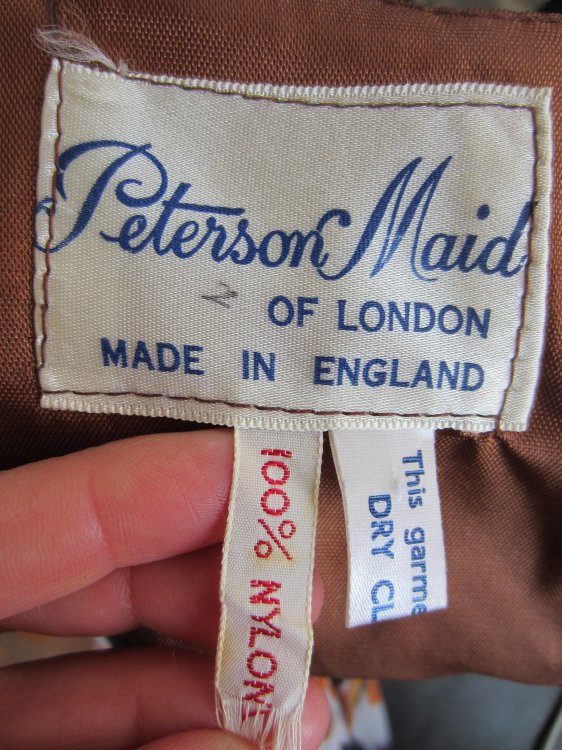 Peterson Maid
OF LONDON
MADE IN ENGLAND
100% NYLON
This garme
DRY CL